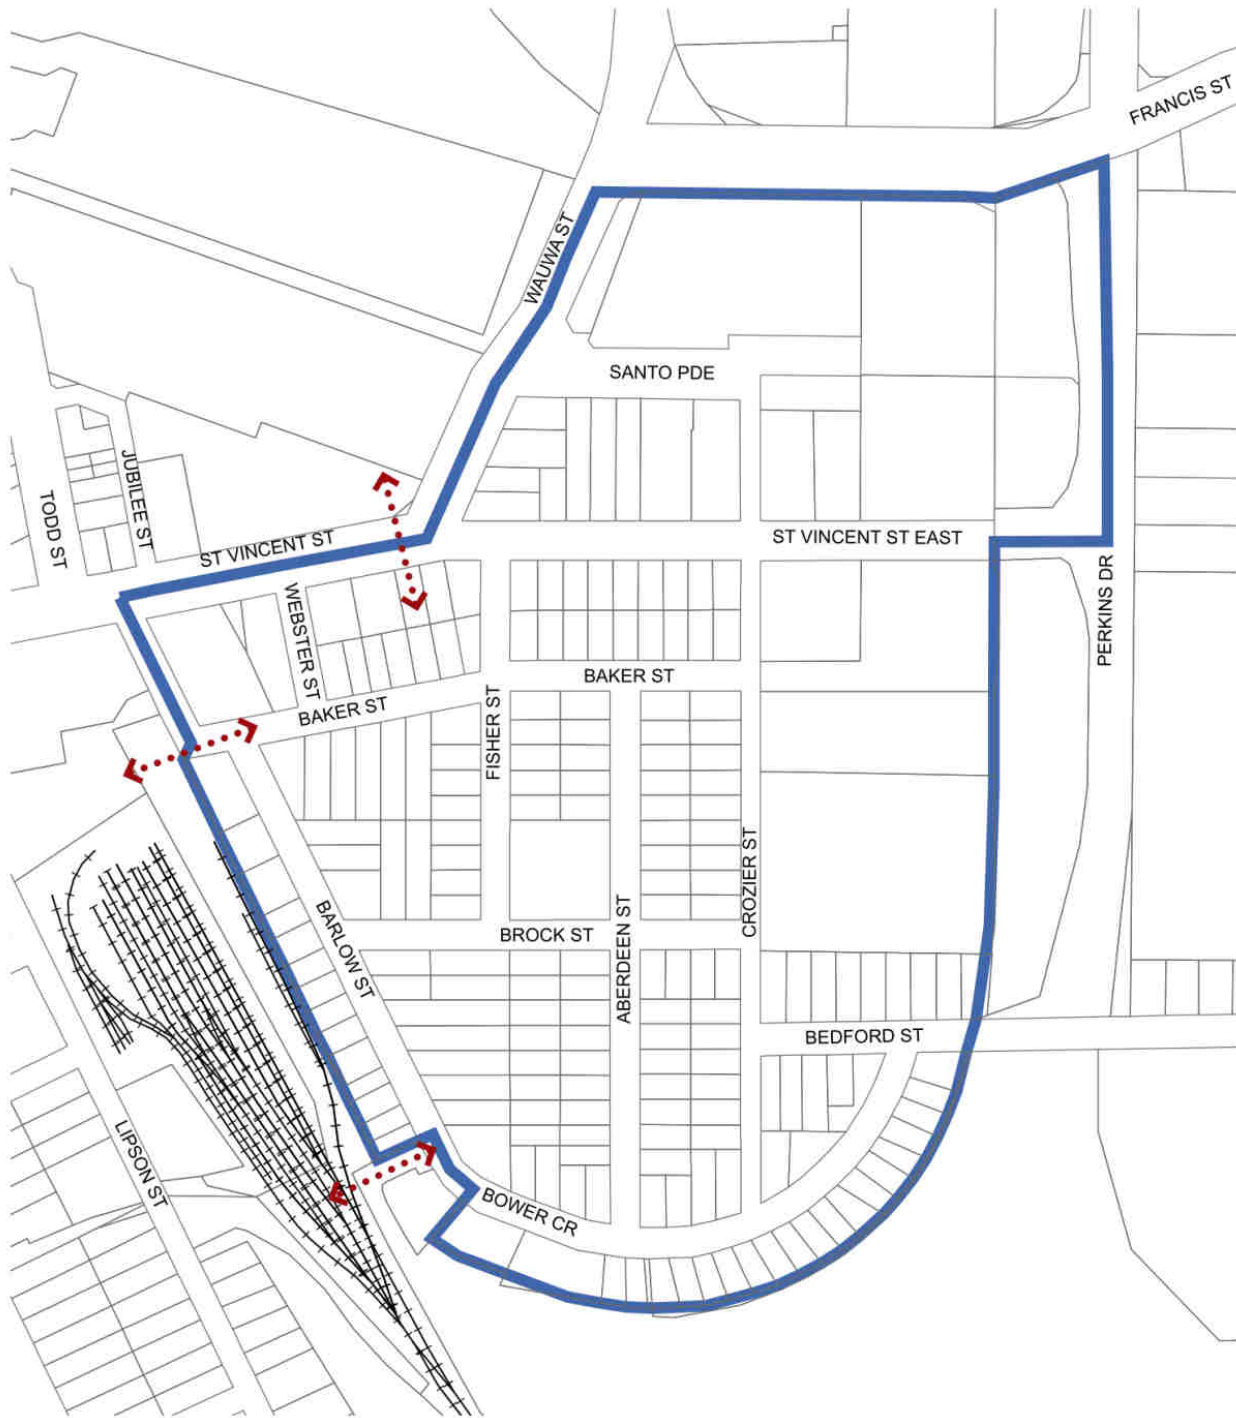 FRANCIS ST
WAUWA ST
SANTO PDE
JUBILEE ST
TODD ST
ST VINCENT ST
ST VINCENT ST EAST
WEBSTER ST
PERKINS DR
BAKER ST
BAKER ST
FISHER ST
CROZIER ST
BARLOW ST
BROCK ST
ABERDEEN ST
BEDFORD ST
LIPSON ST
BOWER CR